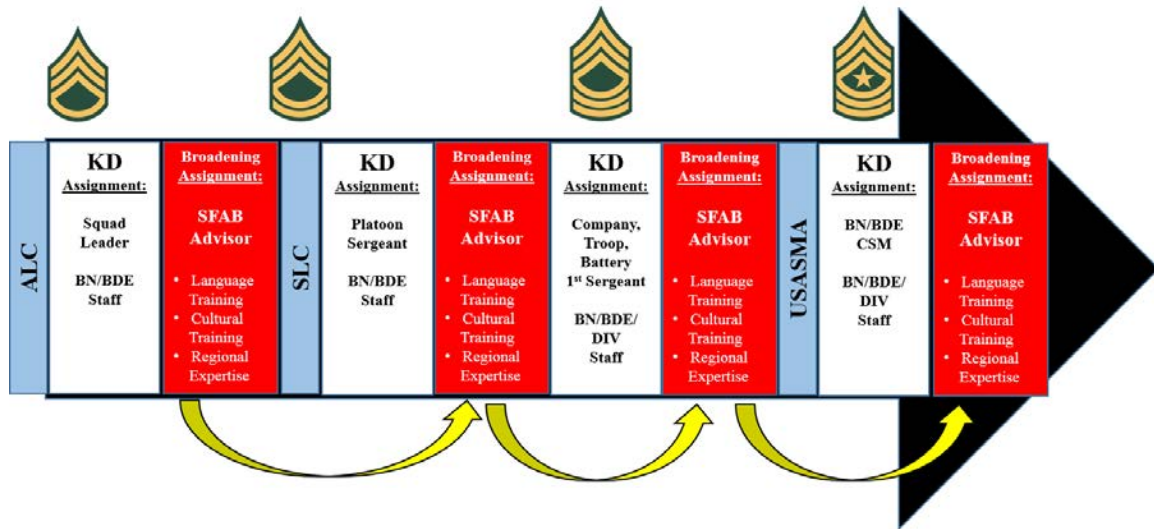 ALC
KD
Assignment:
Squad
Leader
BN/BDE
Staff
Broadening
Assignment:
SFAB
Advisor
• Language
Training
• Cultural
Training
• Regional
Expertise
SLC
KD
Assignment:
Platoon
Sergeant
BN/BDE
Staff
Broadening
Assignment:
SFAB
Advisor
• Language
Training
• Cultural
Training
• Regional
Expertise
KD
Assignment:
Company,
Troop,
Battery
1st Sergeant
BN/BDE/
DIV
Staff
Broadening
Assignment:
SFAB
Advisor
• Language
Training
• Cultural
Training
• Regional
Expertise
USASMA
KD
Assignment:
BN/BDE
CSM
BN/BDE/
DIV
Staff
Broadening
Assignment:
SFAB
Advisor
• Language
Training
• Cultural
Training
• Regional
Expertise